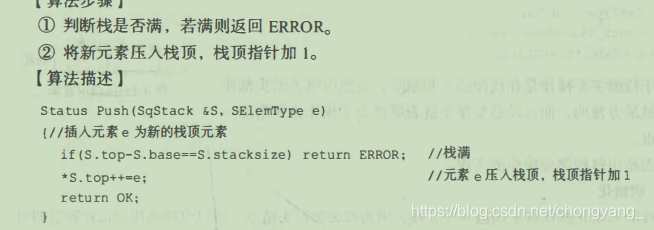 【算法步骤】
① 判断栈是否满，若满则返回 ERROR。
② 将新元素压入栈顶，栈顶指针加 1。
【算法描述】
Status Push(SqStack &S, SElemType e)
{//插入元素 e 为新的栈顶元素
if(S.top-S.base==S.stacksize) return ERROR; //栈满
*S.top++=e; //元素 e 压入栈顶，栈顶指针加 1
return OK;
}
https://blog.csdn.net/chongyang_